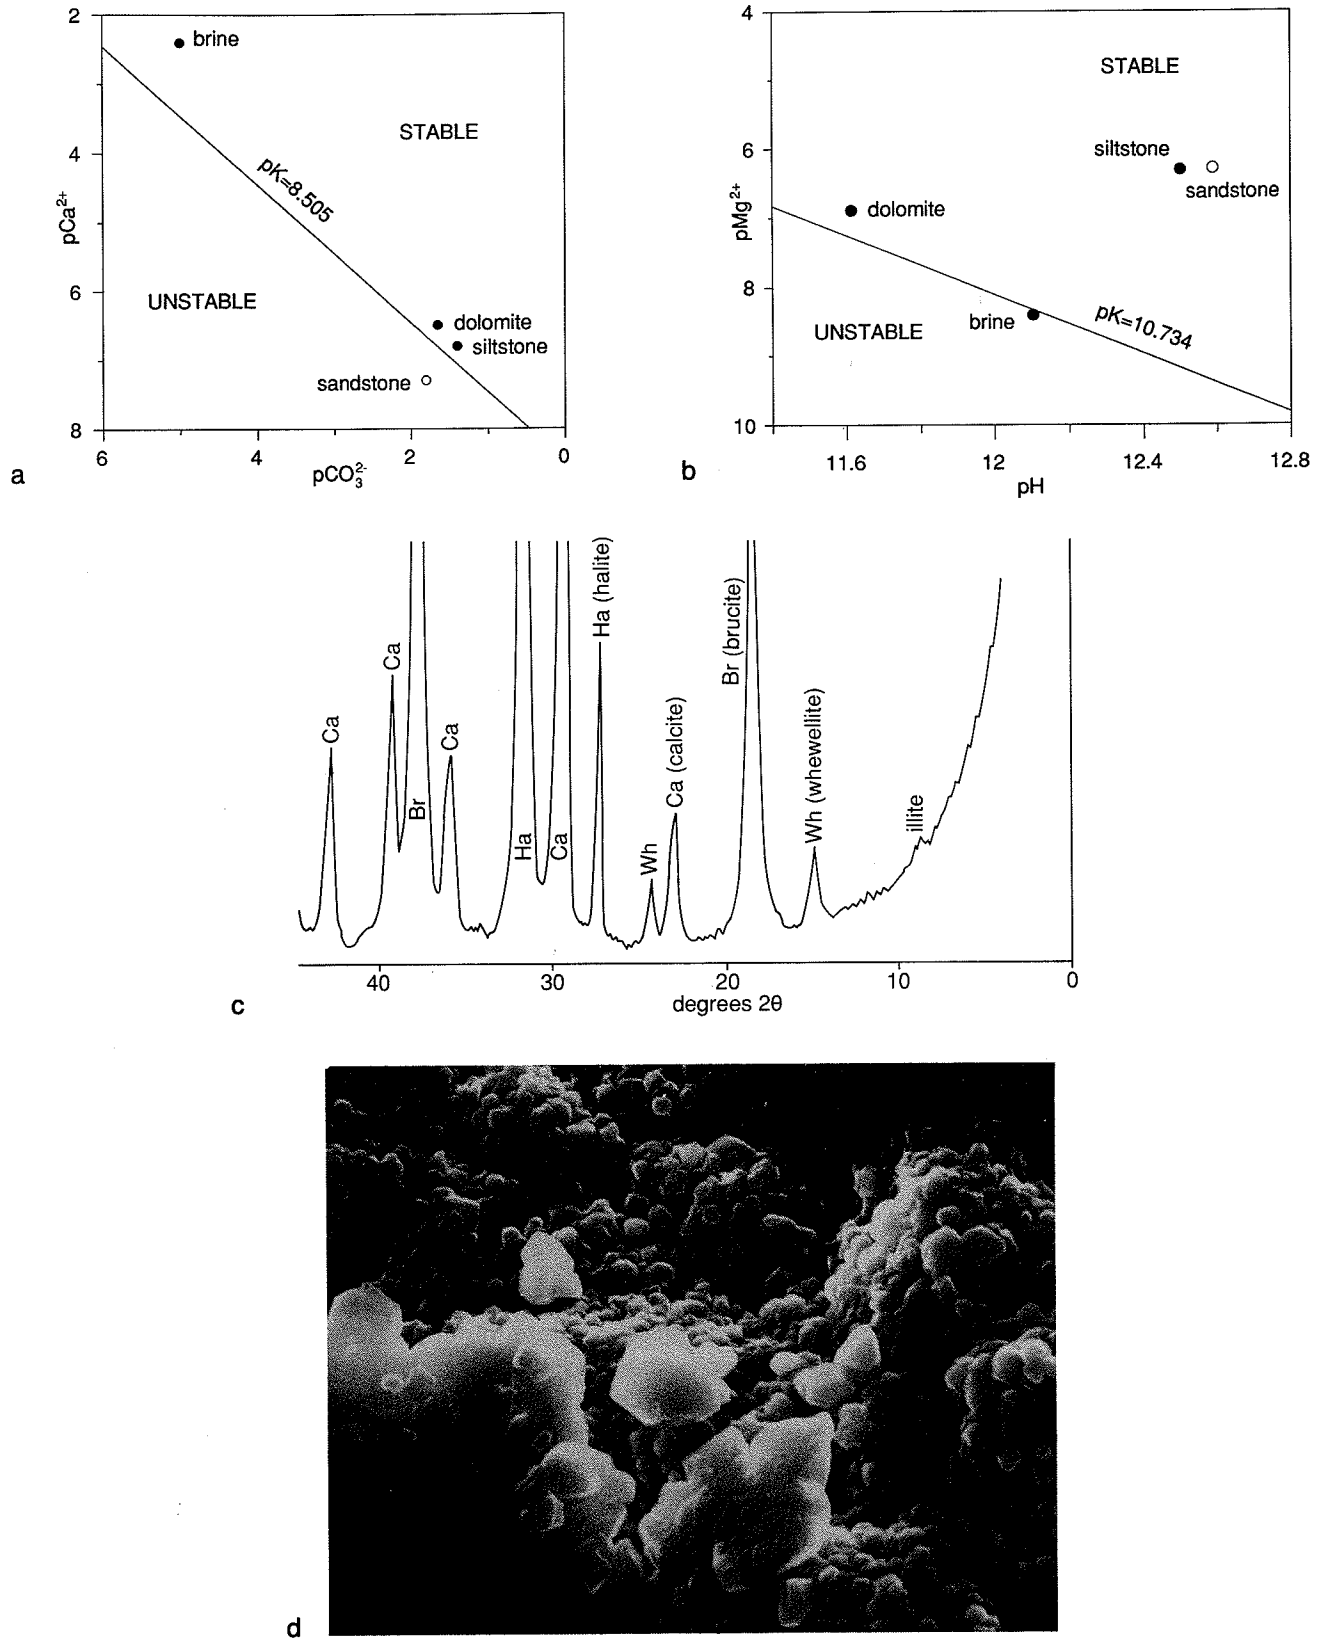 2
4
6
8
pCa2+
brine
STABLE
pK=8.505
UNSTABLE
dolomite
siltstone
sandstone
6
4
2
0
pCO3 2-
a
4
6
8
10
pMg2+
STABLE
siltstone
sandstone
dolomite
UNSTABLE
brine
pK=10.734
11.6
12
12.4
12.8
pH
b
Ca
Ca
Br
Ca
Ha
Ca
Ha (halite)
Wh
Ca (calcite)
Br (brucite)
Wh (whewellite)
illite
40
30
20
10
0
degrees 2θ
c
d